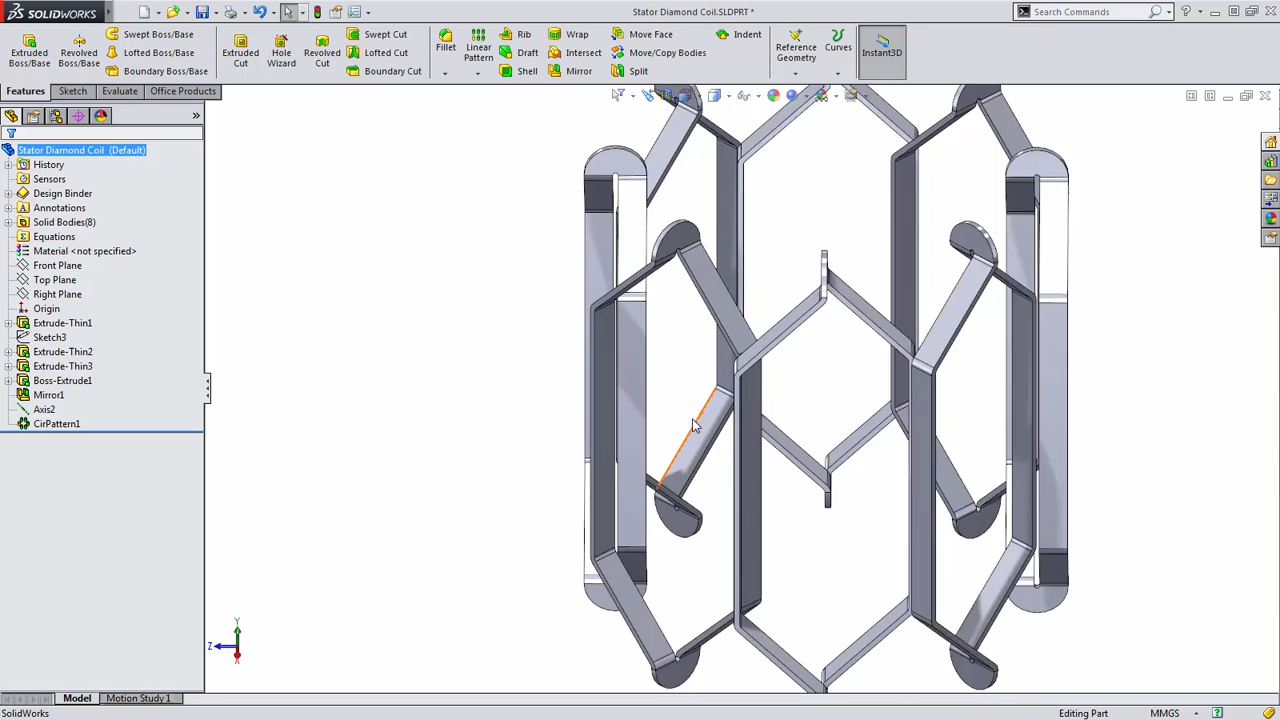 SOLIDWORKS
Stator Diamond Coil.SLDPRT *
Search Commands
Extruded Boss/Base
Revolved Boss/Base
Swept Boss/Base
Lofted Boss/Base
Boundary Boss/Base
Extruded Cut
Hole Wizard
Revolved Cut
Swept Cut
Lofted Cut
Boundary Cut
Fillet
Linear Pattern
Rib
Draft
Shell
Wrap
Intersect
Mirror
Move Face
Move/Copy Bodies
Split
Indent
Reference Geometry
Curves
Instant3D
Features
Sketch
Evaluate
Office Products
Stator Diamond Coil (Default)
History
Sensors
Design Binder
Annotations
Solid Bodies(8)
Equations
Material <not specified>
Front Plane
Top Plane
Right Plane
Origin
Extrude-Thin1
Sketch3
Extrude-Thin2
Extrude-Thin3
Boss-Extrude1
Mirror1
Axis2
CirPattern1
Y
Z
X
Model
Motion Study 1
SolidWorks
Editing Part
MMGS